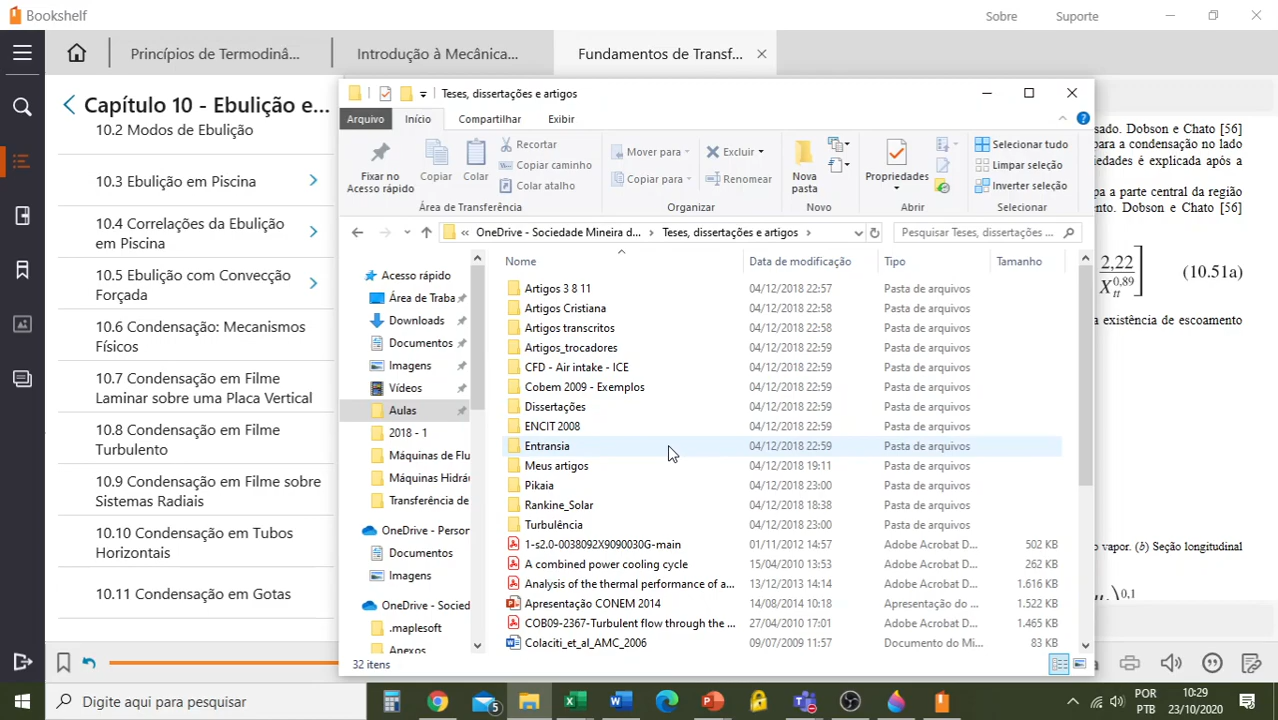 Bookshelf
Sobre
Suporte
Princípios de Termodinâ...
Introdução à Mecânica...
Fundamentos de Transf...
Capítulo 10 - Ebulição e...
10.2 Modos de Ebulição
10.3 Ebulição em Piscina
10.4 Correlações da Ebulição
em Piscina
10.5 Ebulição com Convecção
Forçada
10.6 Condensação: Mecanismos
Físicos
10.7 Condensação em Filme
Laminar sobre uma Placa Vertical
10.8 Condensação em Filme
Turbulento
10.9 Condensação em Filme sobre
Sistemas Radiais
10.10 Condensação em Tubos
Horizontais
10.11 Condensação em Gotas
Teses, dissertações e artigos
Arquivo
Início
Compartilhar
Exibir
Fixar no
Acesso rápido
Copiar
Colar
Recortar
Copiar caminho
Colar atalho
Área de Transferência
Mover para
Copiar para
Excluir
Renomear
Organizar
Nova
pasta
Novo
Propriedades
Abrir
Selecionar tudo
Limpar seleção
Inverter seleção
Selecionar
« OneDrive - Sociedade Mineira d... > Teses, dissertações e artigos >
Pesquisar Teses, dissertações ...
Acesso rápido
Área de Traba
Downloads
Documentos
Imagens
Vídeos
Aulas
2018 - 1
Máquinas de Flu
Máquinas Hidrá
Transferência de
OneDrive - Person
Documentos
Imagens
OneDrive - Socied
.maplesoft
Anexos
Nome Data de modificação Tipo Tamanho
Artigos 3 8 11 04/12/2018 22:57 Pasta de arquivos
Artigos Cristiana 04/12/2018 22:58 Pasta de arquivos
Artigos transcritos 04/12/2018 22:58 Pasta de arquivos
Artigos_trocadores 04/12/2018 22:59 Pasta de arquivos
CFD - Air intake - ICE 04/12/2018 22:59 Pasta de arquivos
Cobem 2009 - Exemplos 04/12/2018 22:59 Pasta de arquivos
Dissertações 04/12/2018 22:59 Pasta de arquivos
ENCIT 2008 04/12/2018 22:59 Pasta de arquivos
Entransia 04/12/2018 22:59 Pasta de arquivos
Meus artigos 04/12/2018 19:11 Pasta de arquivos
Pikaia 04/12/2018 23:00 Pasta de arquivos
Rankine_Solar 04/12/2018 18:38 Pasta de arquivos
Turbulência 04/12/2018 23:00 Pasta de arquivos
1-s2.0-0038092X9090030G-main 01/11/2012 14:57 Adobe Acrobat D... 502 KB
A combined power cooling cycle 15/04/2010 13:53 Adobe Acrobat D... 262 KB
Analysis of the thermal performance of a... 13/12/2013 14:14 Adobe Acrobat D... 1.616 KB
Apresentação CONEM 2014 14/08/2014 10:18 Apresentação do ... 1.522 KB
COB09-2367-Turbulent flow through the ... 27/04/2010 17:01 Adobe Acrobat D... 1.465 KB
Colaciti_et_al_AMC_2006 09/07/2009 11:57 Documento do Mi... 83 KB
32 itens
sado. Dobson e Chato [56]
para a condensação no lado
iedades é explicada após a
pa a parte central da região
ento. Dobson e Chato [56]
2,22
X tt 0,89
(10.51a)
a existência de escoamento
vapor. (b) Seção longitudinal
0,1
Digite aqui para pesquisar
5
POR
PTB
10:29
23/10/2020